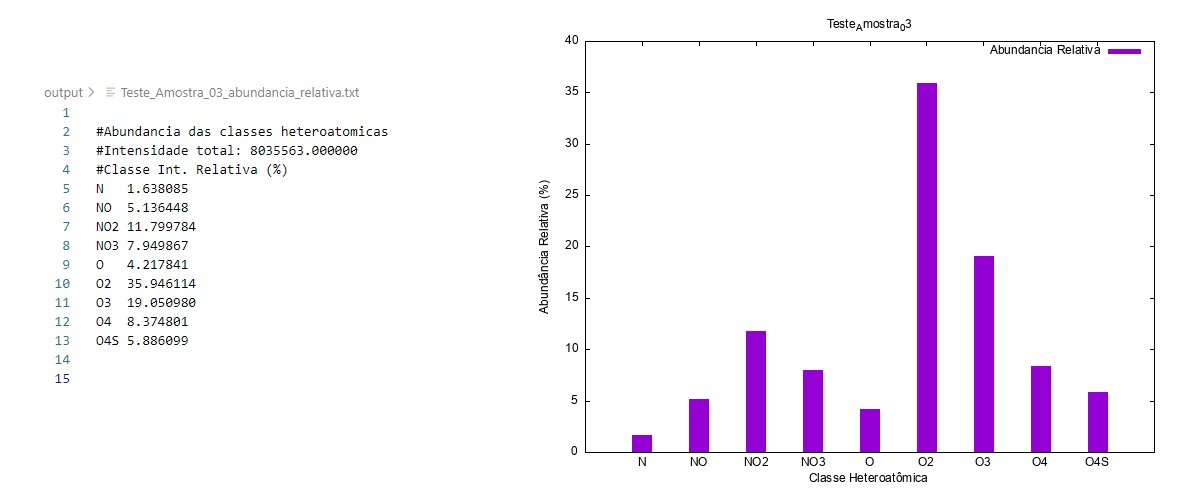 output > Teste_Amostra_03_abundancia_relativa.txt
1
2 #Abundancia das classes heteroatomicas
3 #Intensidade total: 8035563.000000
4 #Classe Int. Relativa (%)
5 N 1.638085
6 NO 5.136448
7 NO2 11.799784
8 NO3 7.949867
9 O 4.217841
10 O2 35.946114
11 O3 19.050980
12 O4 8.374801
13 O4S 5.886099
14
15
Teste_Amostra_03
Abundancia Relativa
Abundância Relativa (%)
40
35
30
25
20
15
10
5
0
N NO NO2 NO3 O O2 O3 O4 O4S
Classe Heteroatômica